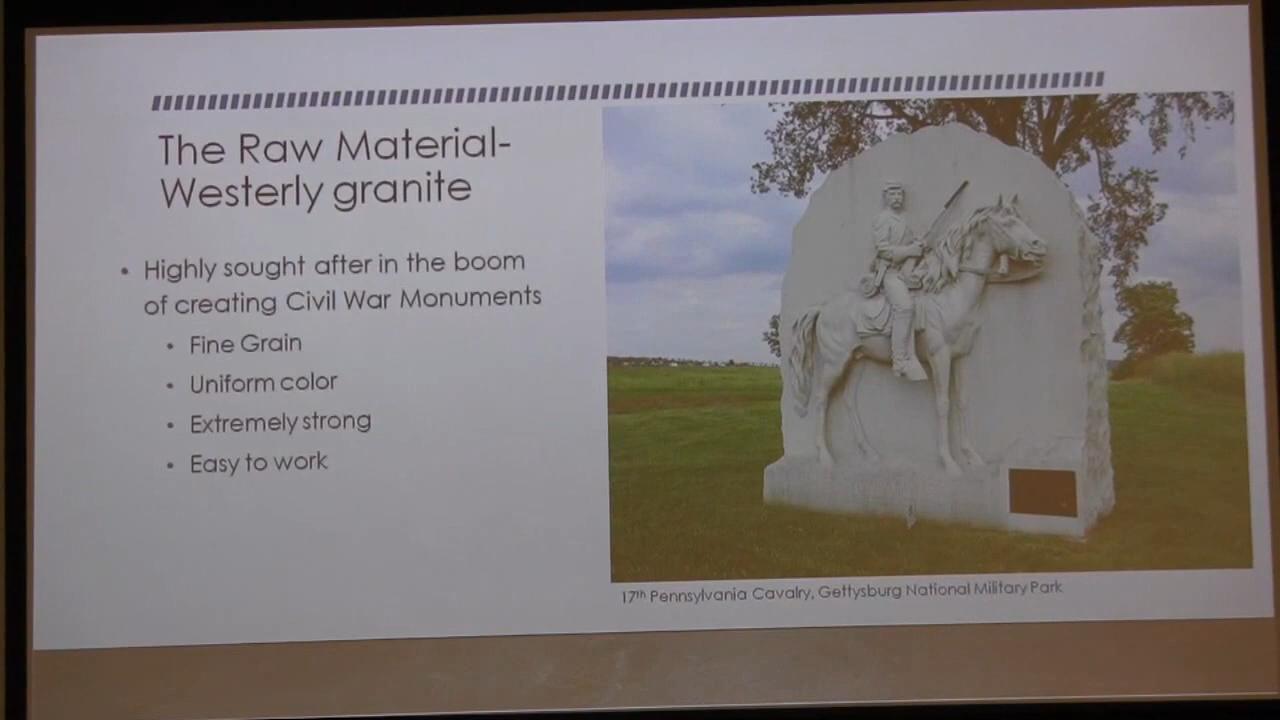 The Raw Material-
Westerly granite
• Highly sought after in the boom
of creating Civil War Monuments
• Fine Grain
• Uniform color
• Extremely strong
• Easy to work
17th Pennsylvania Cavalry, Gettysburg National Military Park